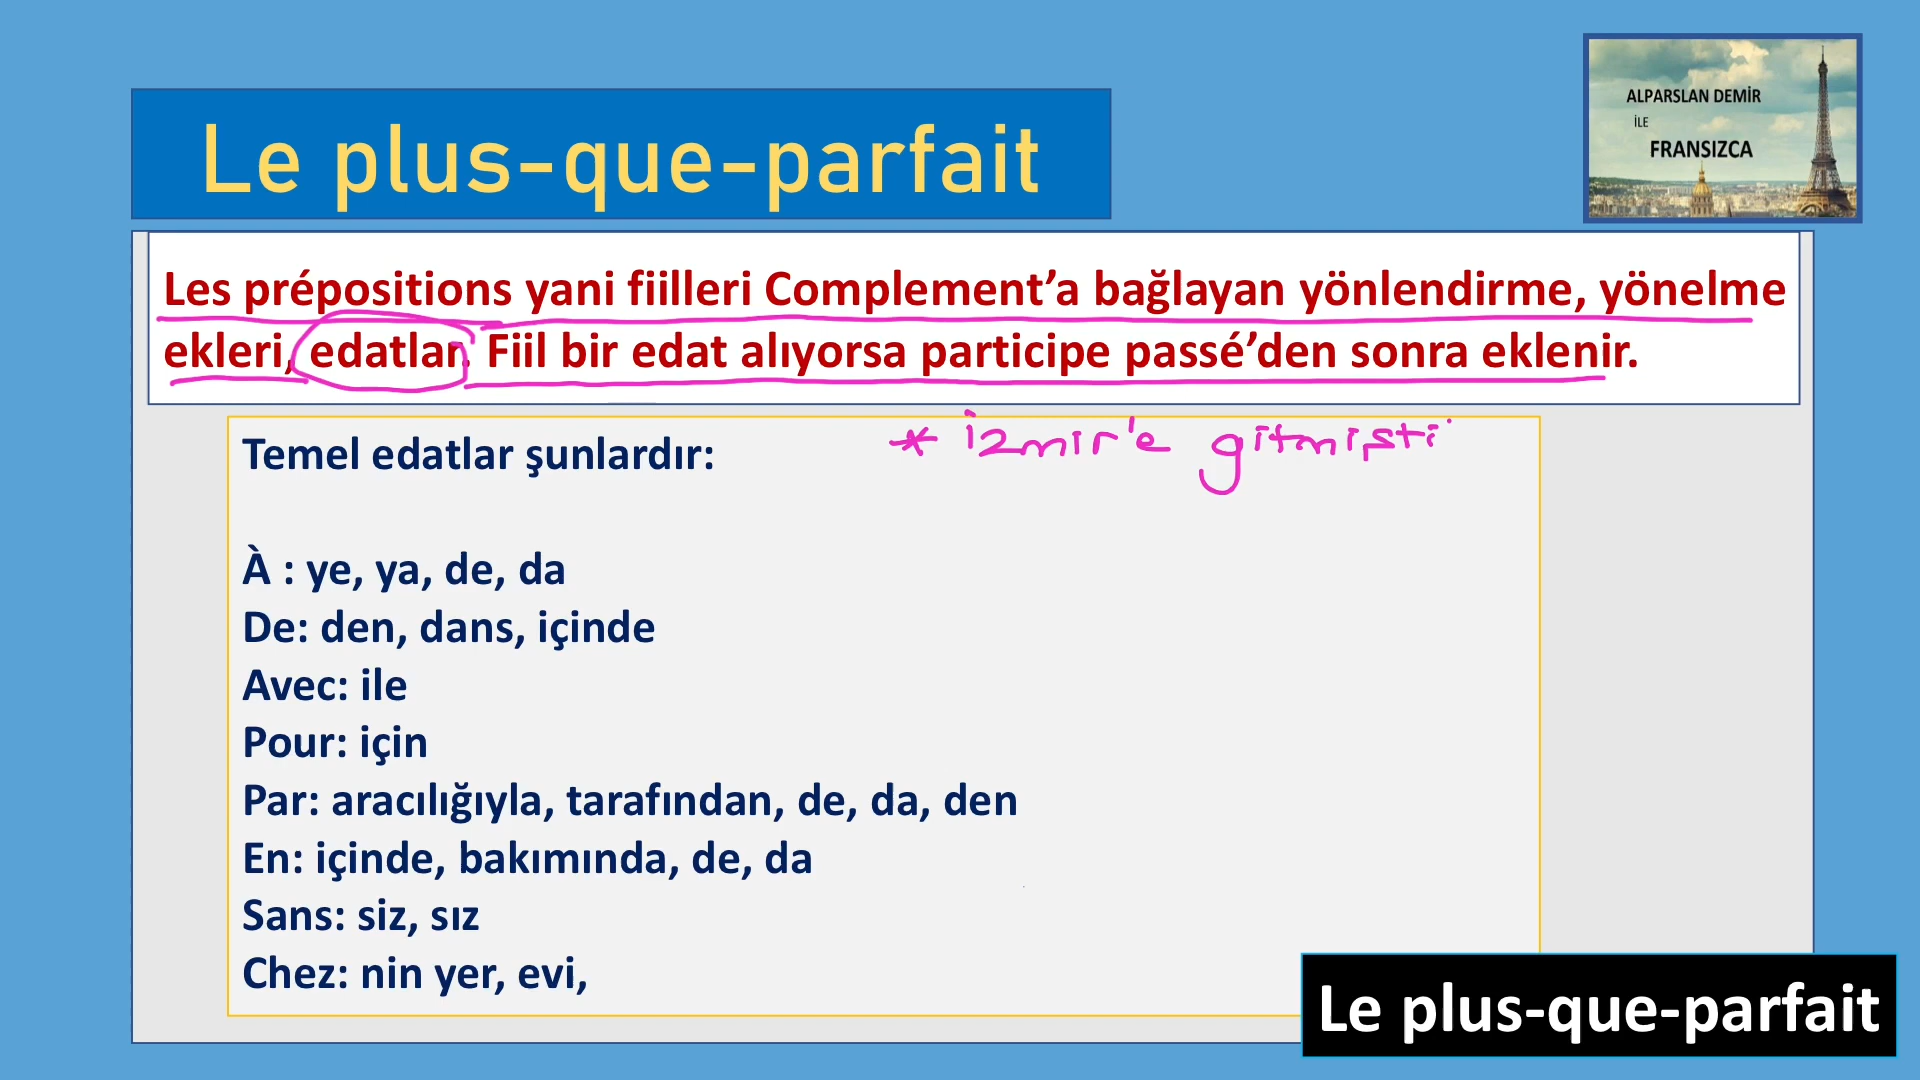 ALPARSLAN DEMİR
İLE
FRANSIZCA
Le plus-que-parfait
Les prépositions yani fiilleri Complement’a bağlayan yönlendirme, yönelme
ekleri, edatlar. Fiil bir edat alıyorsa participe passé’den sonra eklenir.
* İzmir'e gitmişti
Temel edatlar şunlardır:
À : ye, ya, de, da
De: den, dans, içinde
Avec: ile
Pour: için
Par: aracılığıyla, tarafından, de, da, den
En: içinde, bakımında, de, da
Sans: siz, sız
Chez: nin yer, evi,
Le plus-que-parfait